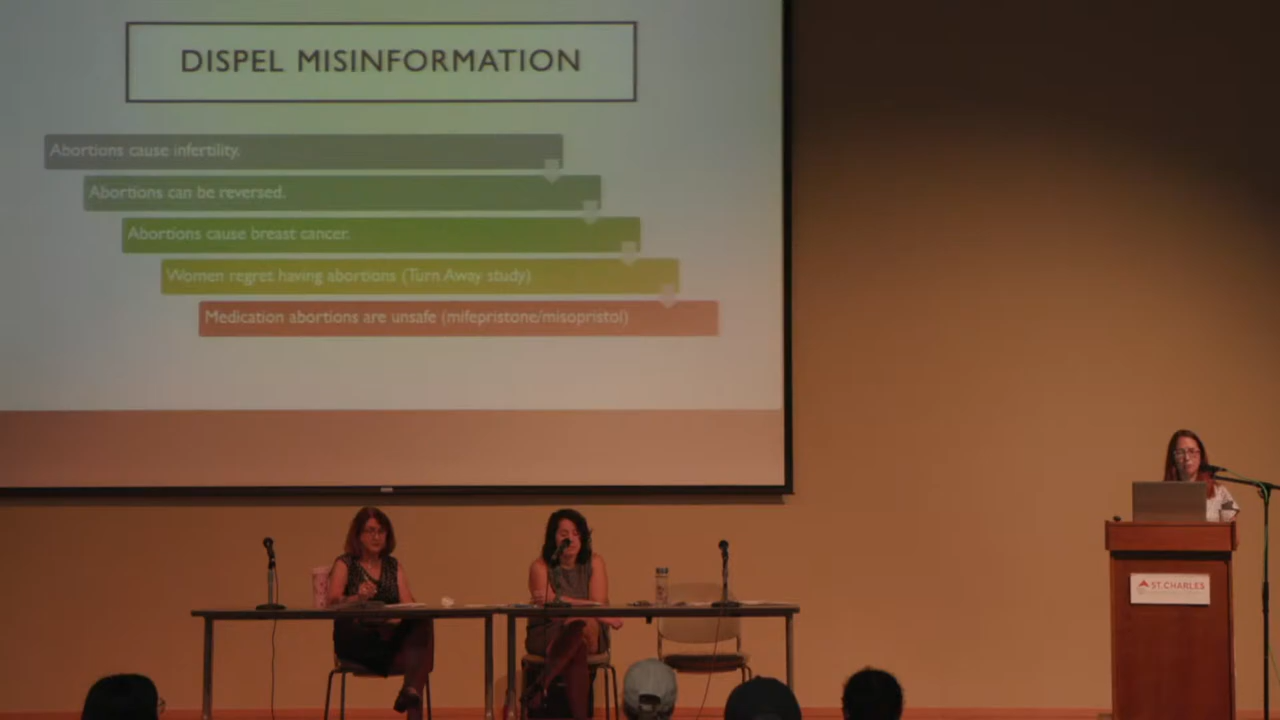 DISPEL MISINFORMATION
Abortions cause infertility.
Abortions can be reversed.
Abortions cause breast cancer.
Women regret having abortions (Turn Away study)
Medication abortions are unsafe (mifepristone/misopristol)
ST.CHARLES